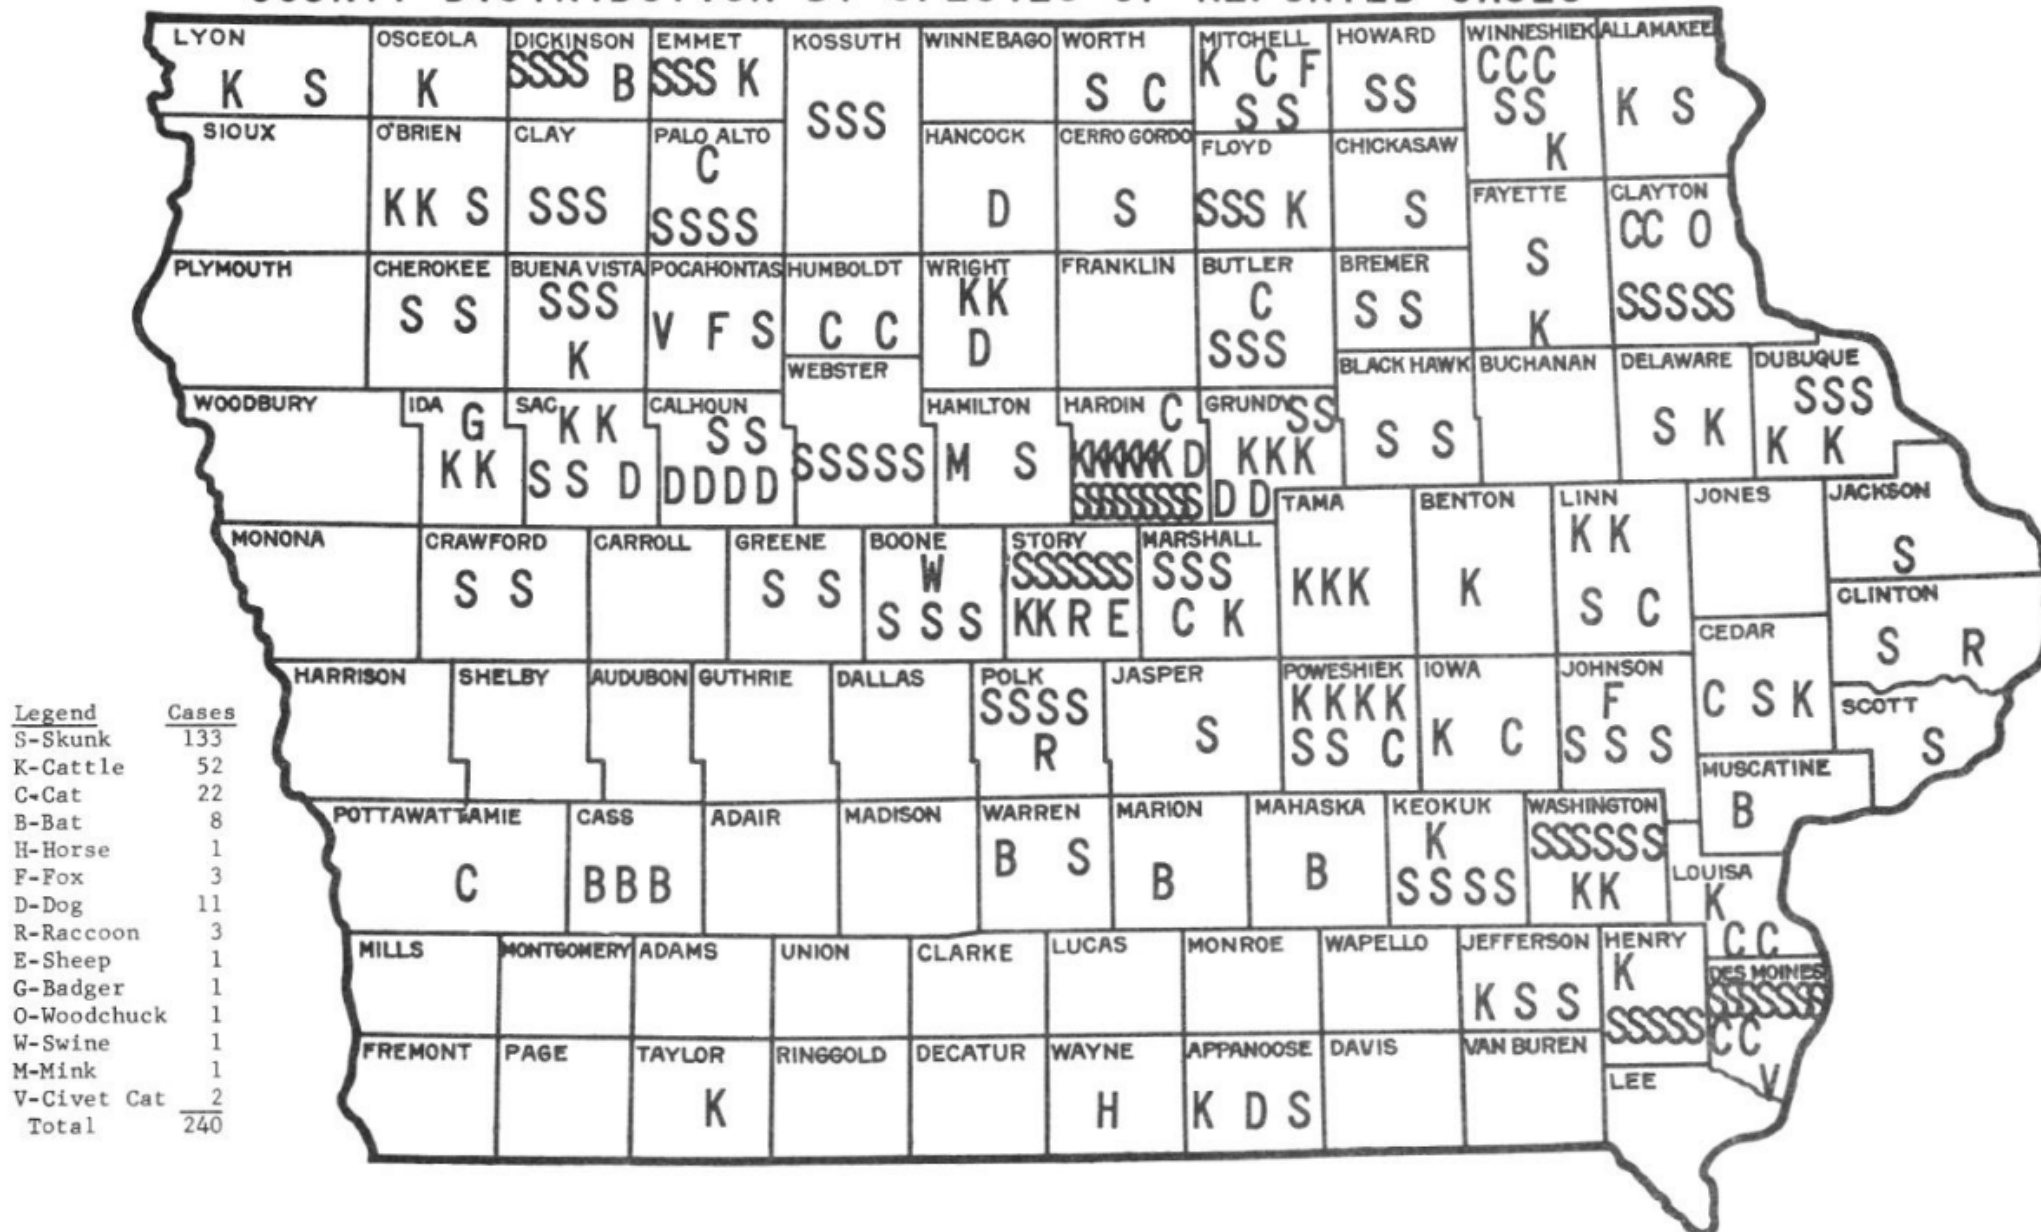 LYON OSCEOLA DICKINSON EMMET KOSSUTH WINNEBAGO WORTH MITCHELL HOWARD WINNESHIEK ALLAMAKEE
K S K SSSS B SSS K SSS S C K C F SS CCC K S
S S SS
K
SIOUX O'BRIEN CLAY PALO ALTO HANCOCK CERRO GORDO FLOYD CHICKASAW FAYETTE CLAYTON
C
KK S SSS SSSS D S SSS K S S CC O
K SSSSS
PLYMOUTH CHEROKEE BUENA VISTA POCAHONTAS HUMBOLDT WRIGHT FRANKLIN BUTLER BREMER
S S SSS V F S C C KK C S S
K D SSS
WEBSTER BLACK HAWK BUCHANAN DELAWARE DUBUQUE
SSSSS S S S K SSS
K K
WOODBURY IDA SAC CALHOUN HAMILTON HARDIN GRUNDY
G KK SS C SS
KK SS D DDDD M S D KKK
DD
TAMA BENTON LINN JONES JACKSON
KKK K KK S
S C
MONONA CRAWFORD CARROLL GREENE BOONE STORY MARSHALL CLINTON
S S S S W SSSSSS SSS S R
S S S KK R E C K
CEDAR
C S K
HARRISON SHELBY AUDUBON GUTHRIE DALLAS POLK JASPER POWESHIEK IOWA JOHNSON SCOTT
SSSS S KKKK K C F S
R SS C S S S
MUSCATINE
B
POTTAWATTAMIE CASS ADAIR MADISON WARREN MARION MAHASKA KEOKUK WASHINGTON LOUISA
C BBB B S B B K SSSSSS K
SSSS KK CC
MILLS MONTGOMERY ADAMS UNION CLARKE LUCAS MONROE WAPELLO JEFFERSON HENRY DES MOINES
K S S K
SSSSS CC
V
FREMONT PAGE TAYLOR RINGGOLD DECATUR WAYNE APPANOOSE DAVIS VAN BUREN LEE
K H K D S
Legend Cases
S-Skunk 133
K-Cattle 52
C-Cat 22
B-Bat 8
H-Horse 1
F-Fox 3
D-Dog 11
R-Raccoon 3
E-Sheep 1
G-Badger 1
O-Woodchuck 1
W-Swine 1
M-Mink 1
V-Civet Cat 2
Total 240